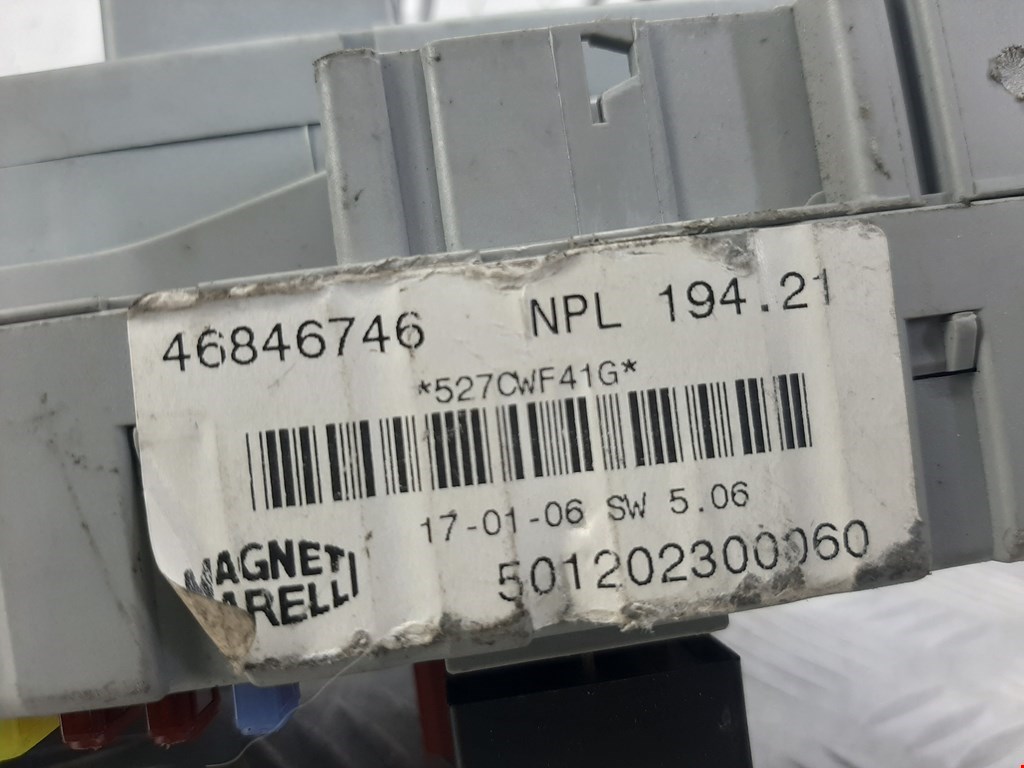 46846746 NPL 194.21
*527CWF41G*
17-01-06 SW 5.06
501202300060
MAGNETI
MARELLI